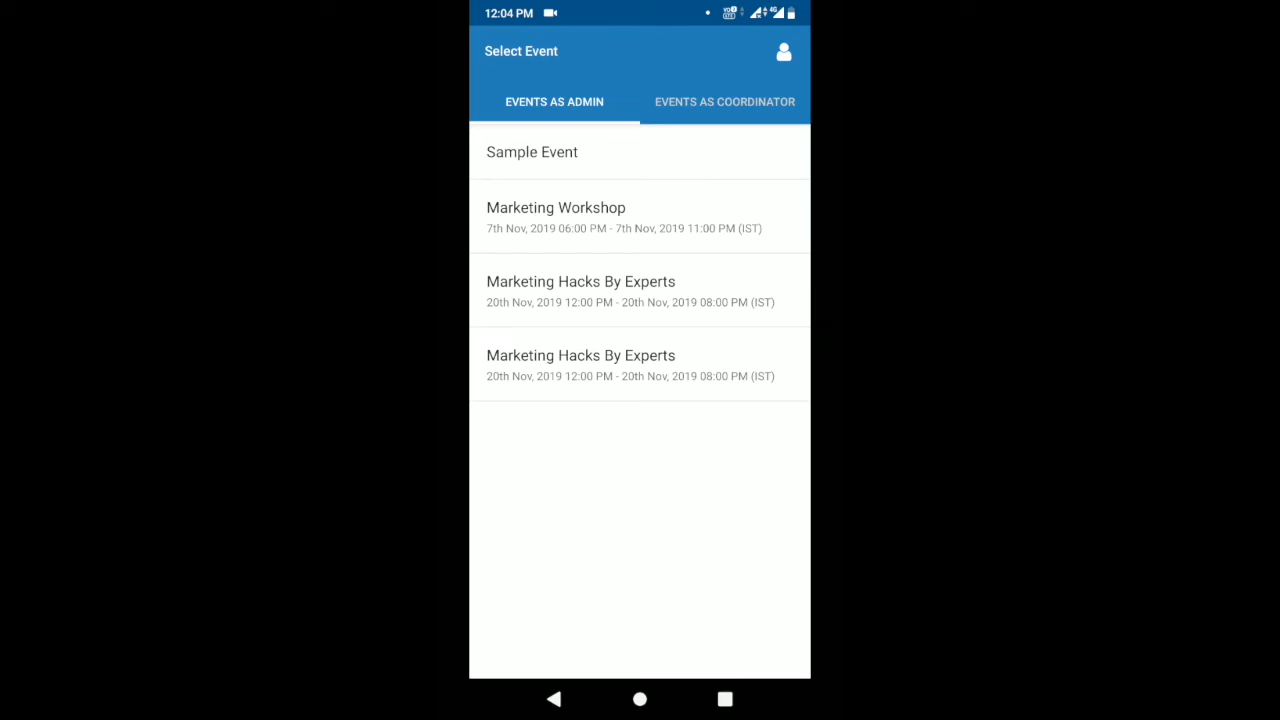 12:04 PM
4G
Select Event
EVENTS AS ADMIN
EVENTS AS COORDINATOR
Sample Event
Marketing Workshop
7th Nov, 2019 06:00 PM - 7th Nov, 2019 11:00 PM (IST)
Marketing Hacks By Experts
20th Nov, 2019 12:00 PM - 20th Nov, 2019 08:00 PM (IST)
Marketing Hacks By Experts
20th Nov, 2019 12:00 PM - 20th Nov, 2019 08:00 PM (IST)